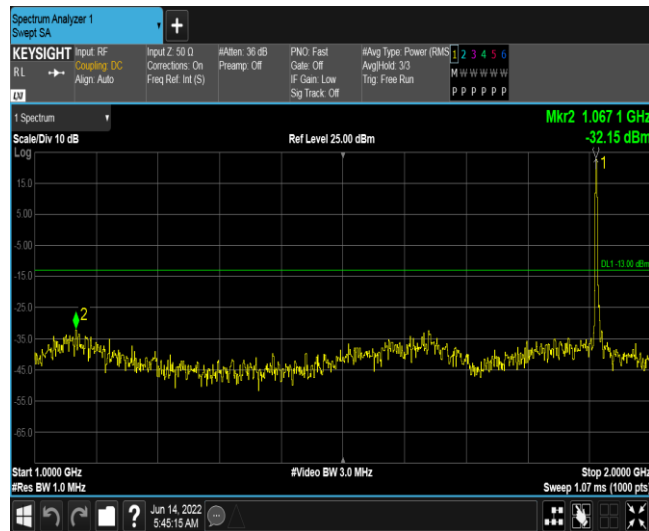 Spectrum Analyzer 1
Swept SA
KEYSIGHT
R L
LXI
Input: RF
Coupling: DC
Align: Auto
Input Z: 50 Ω
Corrections: On
Freq Ref: Int (S)
#Atten: 36 dB
Preamp: Off
PNO: Fast
Gate: Off
IF Gain: Low
Sig Track: Off
#Avg Type: Power (RMS
Avg|Hold: 3/3
Trig: Free Run
1 2 3 4 5 6
M W W W W W
P P P P P P
1 Spectrum
Mkr2 1.067 1 GHz
-32.15 dBm
Scale/Div 10 dB
Ref Level 25.00 dBm
Log
1
15.0
5.00
-5.00
DL1 -13.00 dBm
-15.0
-25.0
2
-35.0
-45.0
-55.0
-65.0
Start 1.0000 GHz
#Video BW 3.0 MHz
Stop 2.0000 GHz
#Res BW 1.0 MHz
Sweep 1.07 ms (1000 pts)
?
Jun 14, 2022
5:45:15 AM